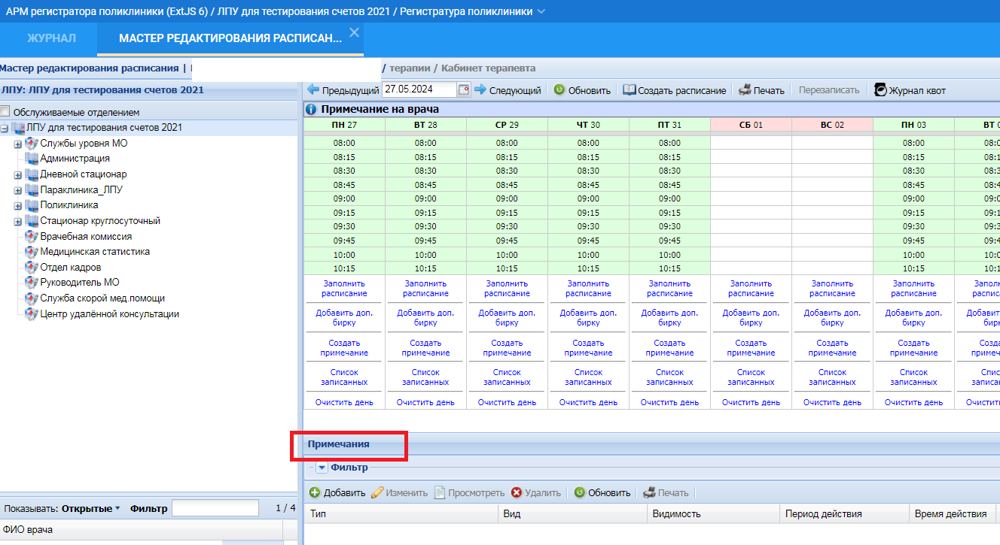 АРМ регистратора поликлиники (ExtJS 6) / ЛПУ для тестирования счетов 2021 / Регистратура поликлиники
ЖУРНАЛ МАСТЕР РЕДАКТИРОВАНИЯ РАСПИСАН...
Мастер редактирования расписания | / терапии / Кабинет терапевта
ЛПУ: ЛПУ для тестирования счетов 2021
Обслуживаемые отделением
ЛПУ для тестирования счетов 2021
Службы уровня МО
Администрация
Дневной стационар
Параклиника_ЛПУ
Поликлиника
Стационар круглосуточный
Врачебная комиссия
Медицинская статистика
Отдел кадров
Руководитель МО
Служба скорой мед.помощи
Центр удалённой консультации
Показывать: Открытые Фильтр 1 / 4
ФИО врача
Предыдущий 27.05.2024 Следующий Обновить Создать расписание Печать Перезаписать Журнал квот
Примечание на врача
ПН 27 ВТ 28 СР 29 ЧТ 30 ПТ 31 СБ 01 ВС 02 ПН 03 ВТ
08:00 08:00 08:00 08:00 08:00 08:00 08:0
08:15 08:15 08:15 08:15 08:15 08:15 08:1
08:30 08:30 08:30 08:30 08:30 08:30 08:3
08:45 08:45 08:45 08:45 08:45 08:45 08:4
09:00 09:00 09:00 09:00 09:00 09:00 09:0
09:15 09:15 09:15 09:15 09:15 09:15 09:1
09:30 09:30 09:30 09:30 09:30 09:30 09:3
09:45 09:45 09:45 09:45 09:45 09:45 09:4
10:00 10:00 10:00 10:00 10:00 10:00 10:0
10:15 10:15 10:15 10:15 10:15 10:15 10:1
Заполнить Заполнить Заполнить Заполнить Заполнить Заполнить Заполнить Заполнить
расписание расписание расписание расписание расписание расписание расписание расписание
Добавить доп. Добавить доп. Добавить доп. Добавить доп. Добавить доп. Добавить доп. Добавить доп. Добавить доп.
бирку бирку бирку бирку бирку бирку бирку бирку
Создать Создать Создать Создать Создать Создать Создать Создать
примечание примечание примечание примечание примечание примечание примечание примечание
Список Список Список Список Список Список Список Список
записанных записанных записанных записанных записанных записанных записанных записанных
Очистить день Очистить день Очистить день Очистить день Очистить день Очистить день Очистить день Очистить день
Примечания
Фильтр
Добавить Изменить Просмотреть Удалить Обновить Печать
Тип Вид Видимость Период действия Время действия